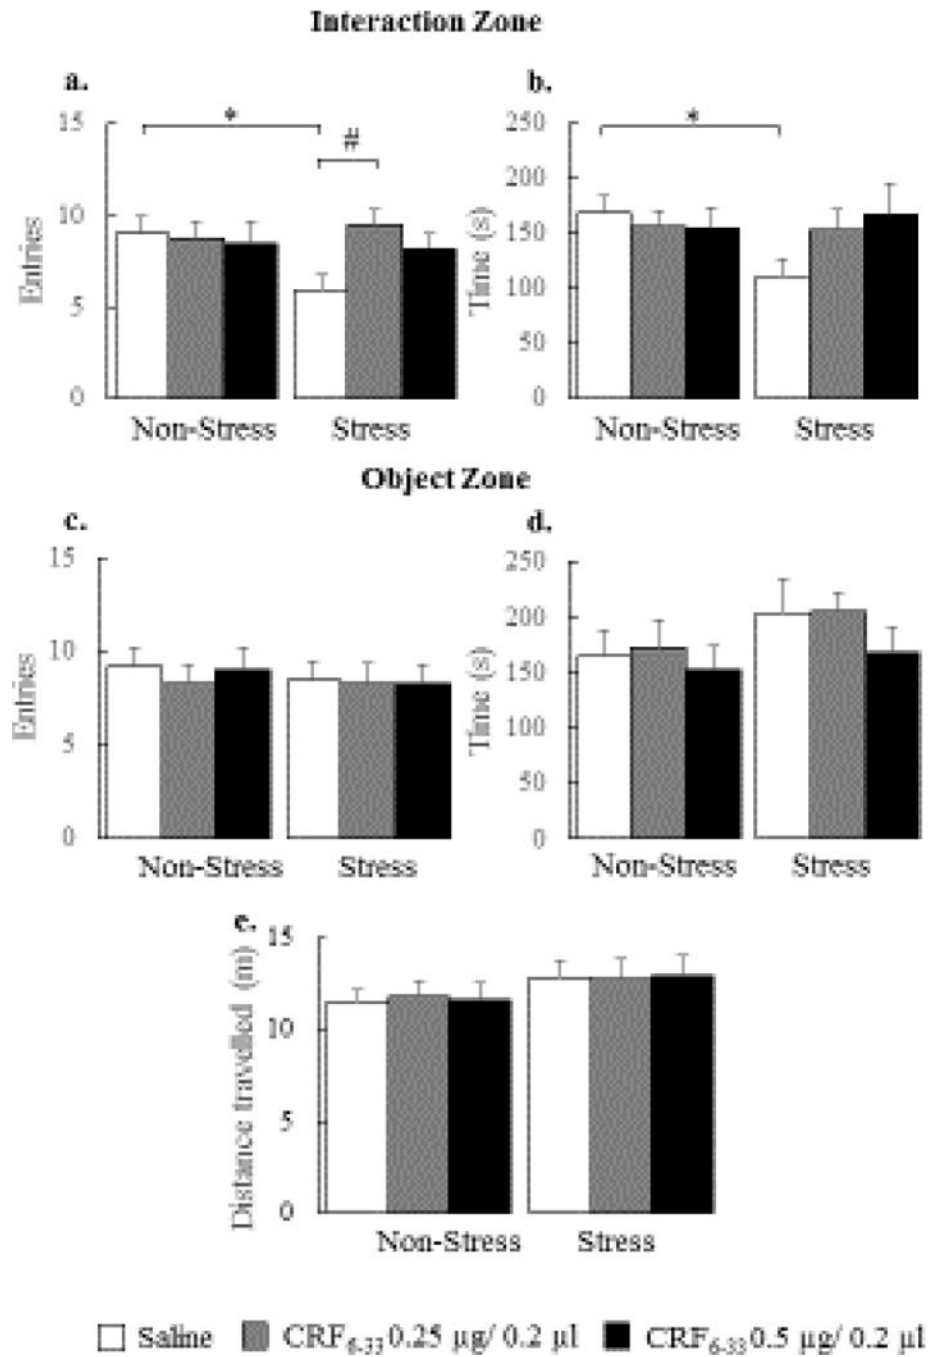 Interaction Zone
a.
b.
15
10
5
0
Entries
*
#
Non-Stress Stress
250
200
150
100
50
0
Time (s)
*
Non-Stress Stress
Object Zone
c.
d.
15
10
5
0
Entries
Non-Stress Stress
250
200
150
100
50
0
Time (s)
Non-Stress Stress
e.
15
10
5
0
Distance travelled (m)
Non-Stress Stress
Saline CRF6-33 0.25 µg/ 0.2 µl CRF6-33 0.5 µg/ 0.2 µl